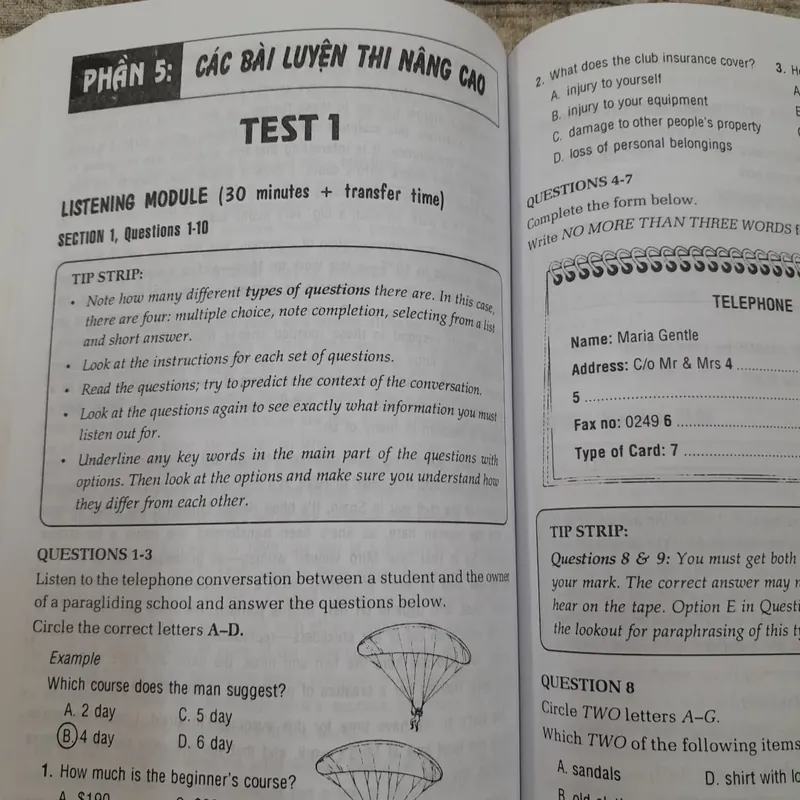 PHẦN 5: CÁC BÀI LUYỆN THI NÂNG CAO
TEST 1
LISTENING MODULE (30 minutes + transfer time)
SECTION 1, Questions 1-10
TIP STRIP:
• Note how many different types of questions there are. In this case,
there are four: multiple choice, note completion, selecting from a list
and short answer.
• Look at the instructions for each set of questions.
• Read the questions; try to predict the context of the conversation.
• Look at the questions again to see exactly what information you must
listen out for.
• Underline any key words in the main part of the questions with
options. Then look at the options and make sure you understand how
they differ from each other.
QUESTIONS 1-3
Listen to the telephone conversation between a student and the owner
of a paragliding school and answer the questions below.
Circle the correct letters A–D.
Example
Which course does the man suggest?
A. 2 day C. 5 day
B. 4 day D. 6 day
1. How much is the beginner's course?
A. $190
2. What does the club insurance cover?
A. injury to yourself
B. injury to your equipment
C. damage to other people's property
D. loss of personal belongings
3.
QUESTIONS 4-7
Complete the form below.
Write NO MORE THAN THREE WORDS
TELEPHONE
Name: Maria Gentle
Address: C/o Mr & Mrs 4 ..................
5 ..................
Fax no: 0249 6 ..................
Type of Card: 7 ..................
TIP STRIP:
Questions 8 & 9: You must get both
your mark. The correct answer may
hear on the tape. Option E in
the lookout for paraphrasing of this
QUESTION 8
Circle TWO letters A–G.
Which TWO of the following items
A. sandals D. shirt with
B. old